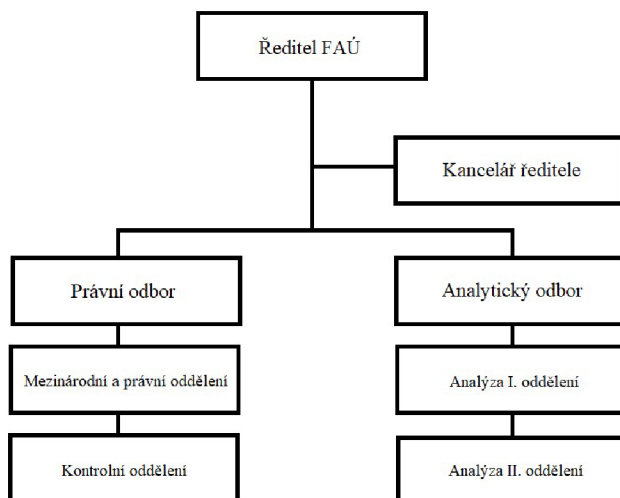 Ředitel FAÚ
Kancelář ředitele
Právní odbor
Analytický odbor
Mezinárodní a právní oddělení
Analýza I. oddělení
Kontrolní oddělení
Analýza II. oddělení